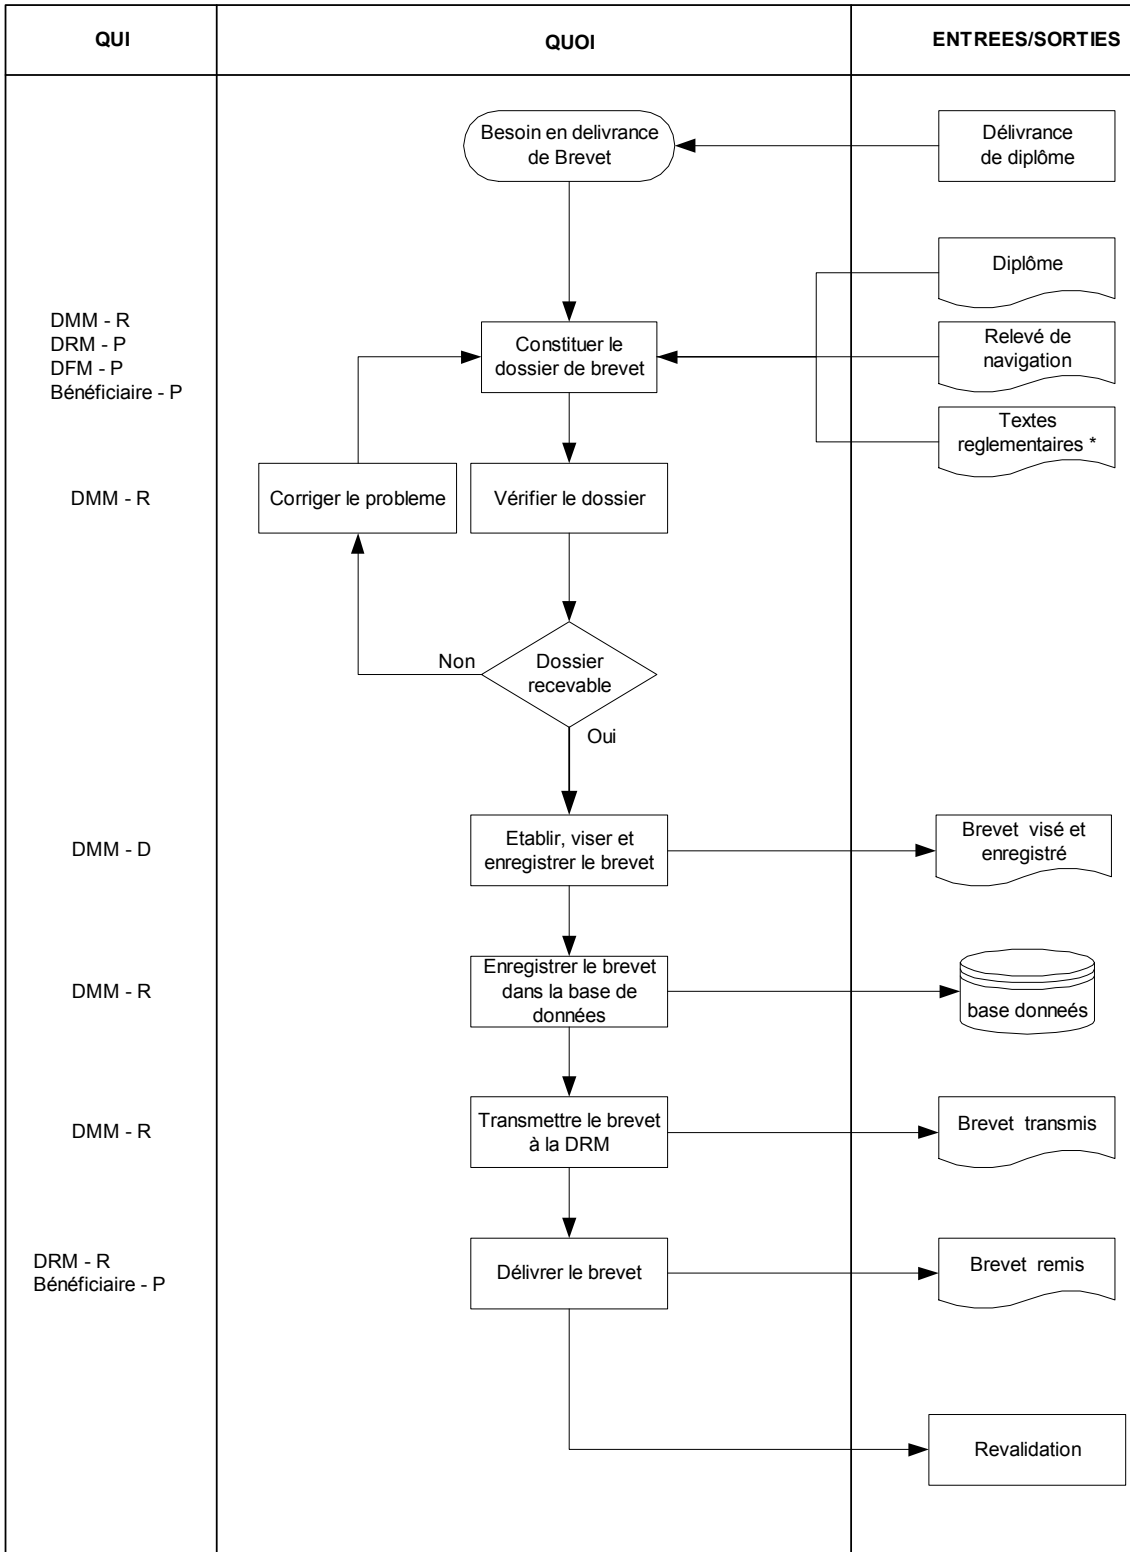 QUI
QUOI
ENTREES/SORTIES
Besoin en delivrance
de Brevet
Délivrance
de diplôme
Diplôme
DMM - R
DRM - P
DFM - P
Bénéficiaire - P
Constituer le
dossier de brevet
Relevé de
navigation
Textes
reglementaires *
DMM - R
Corriger le probleme
Vérifier le dossier
Non
Dossier
recevable
Oui
DMM - D
Etablir, viser et
enregistrer le brevet
Brevet visé et
enregistré
DMM - R
Enregistrer le brevet
dans la base de
données
base donneés
DMM - R
Transmettre le brevet
à la DRM
Brevet transmis
DRM - R
Bénéficiaire - P
Délivrer le brevet
Brevet remis
Revalidation